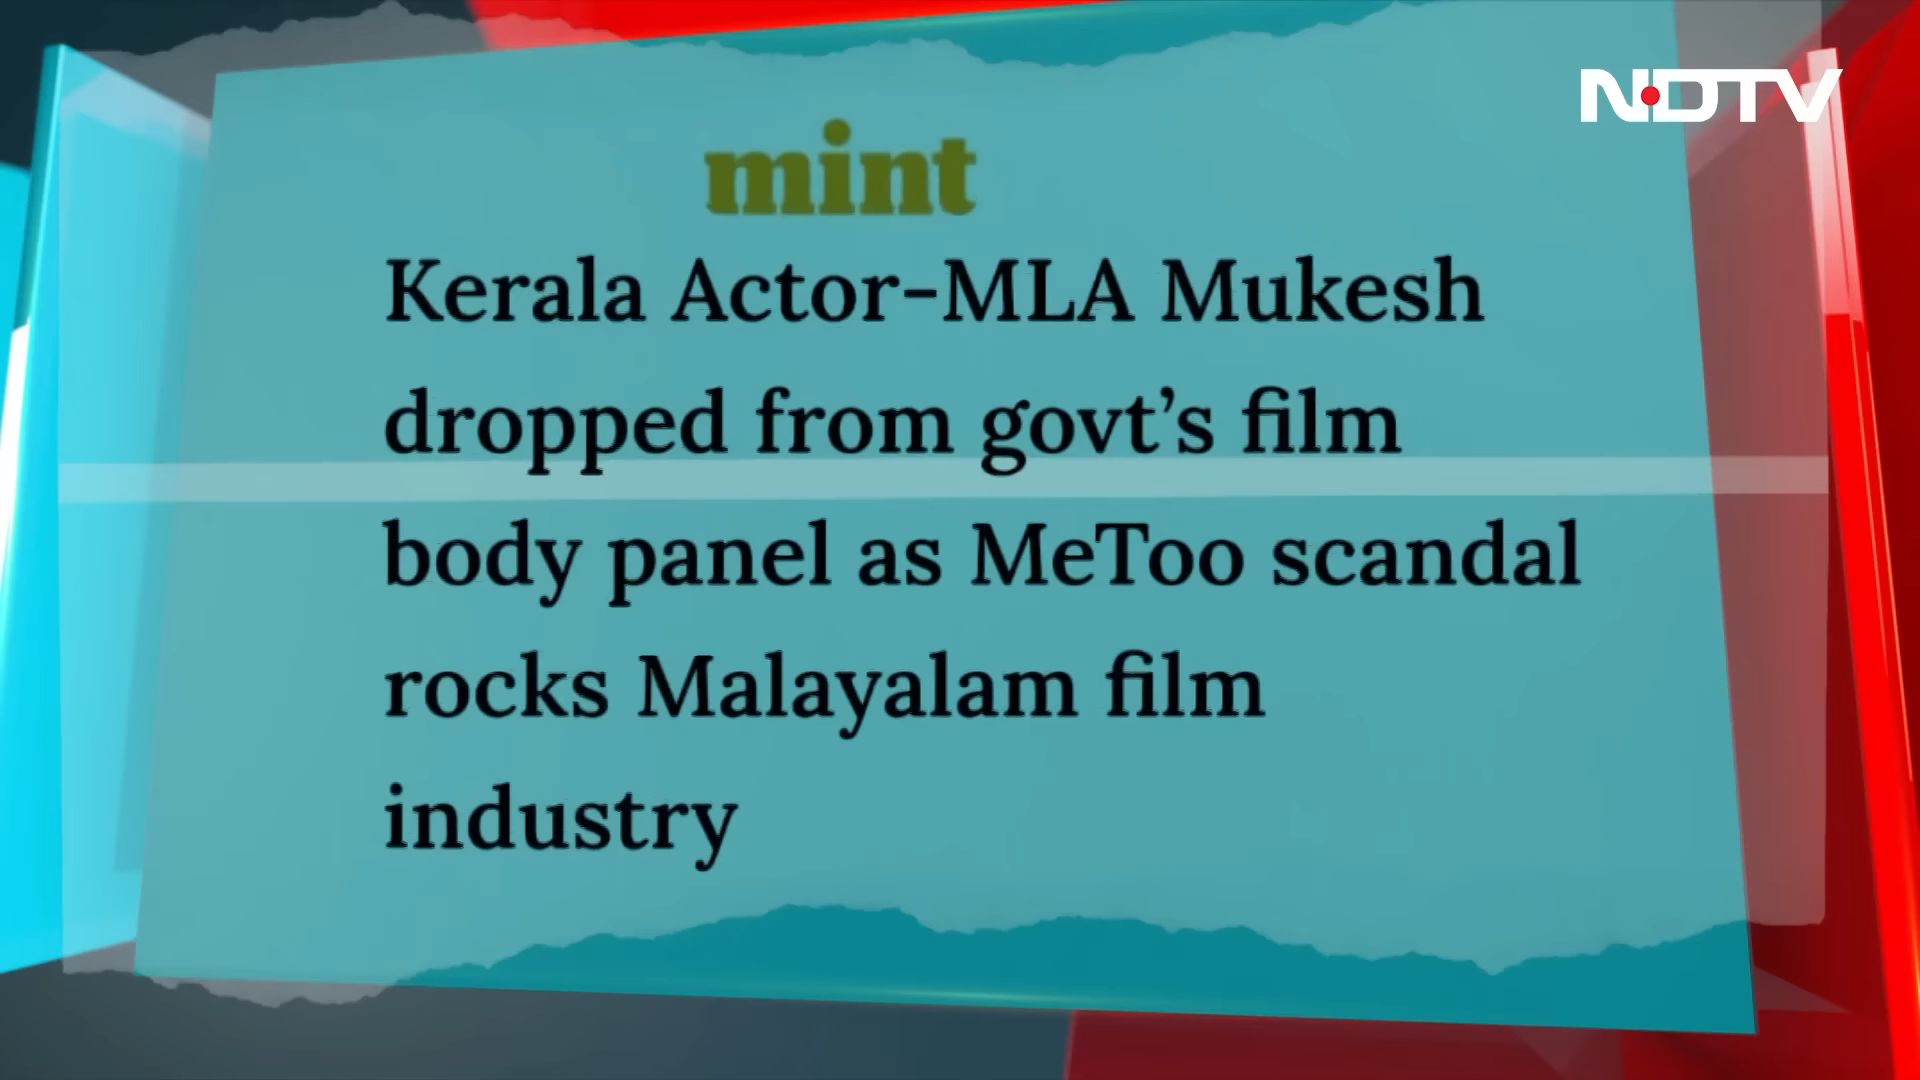 NDTV
mint
Kerala Actor-MLA Mukesh
dropped from govt’s film
body panel as MeToo scandal
rocks Malayalam film
industry